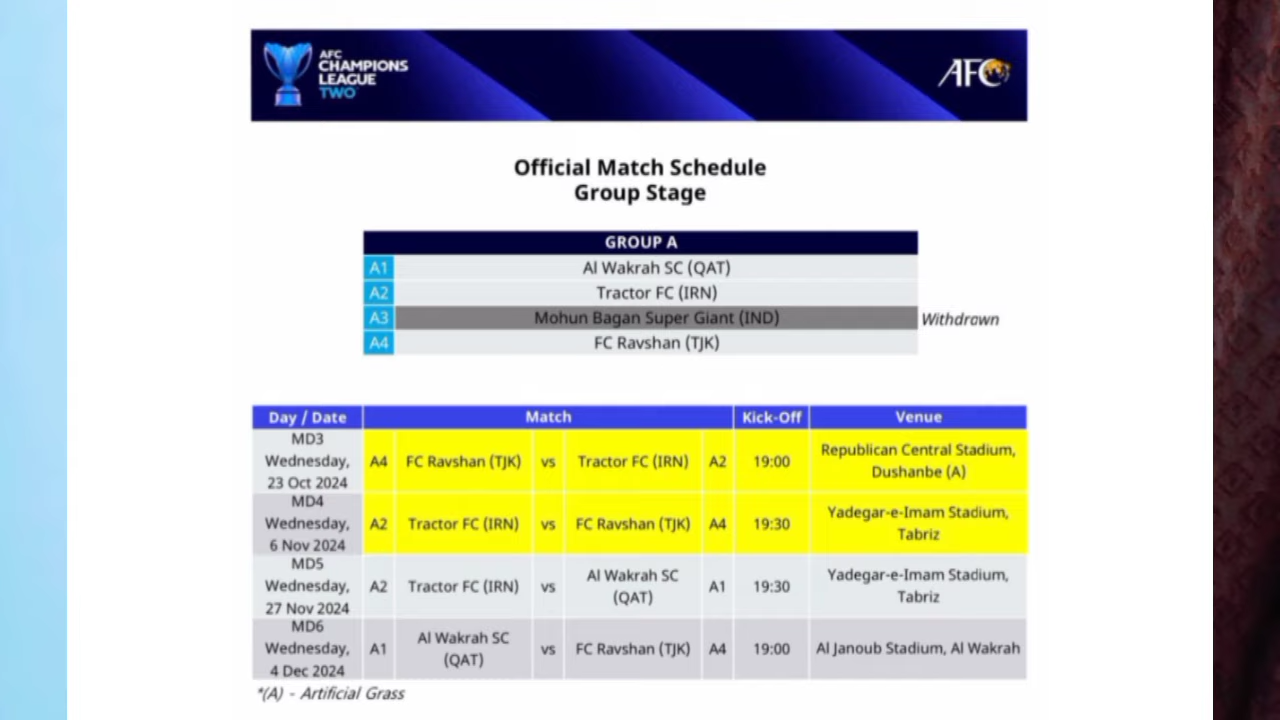 AFC
CHAMPIONS
LEAGUE
TWO
AFC
Official Match Schedule
Group Stage
GROUP A
A1 Al Wakrah SC (QAT)
A2 Tractor FC (IRN)
A3 Mohun Bagan Super Giant (IND) Withdrawn
A4 FC Ravshan (TJK)
Day / Date Match Kick-Off Venue
MD3
Wednesday,
23 Oct 2024
A4 FC Ravshan (TJK) vs Tractor FC (IRN) A2 19:00
Republican Central Stadium,
Dushanbe (A)
MD4
Wednesday,
6 Nov 2024
A2 Tractor FC (IRN) vs FC Ravshan (TJK) A4 19:30
Yadegar-e-Imam Stadium,
Tabriz
MD5
Wednesday,
27 Nov 2024
A2 Tractor FC (IRN) vs
Al Wakrah SC
(QAT)
A1 19:30
Yadegar-e-Imam Stadium,
Tabriz
MD6
Wednesday,
4 Dec 2024
A1
Al Wakrah SC
(QAT)
vs FC Ravshan (TJK) A4 19:00 Al Janoub Stadium, Al Wakrah
*(A) - Artificial Grass